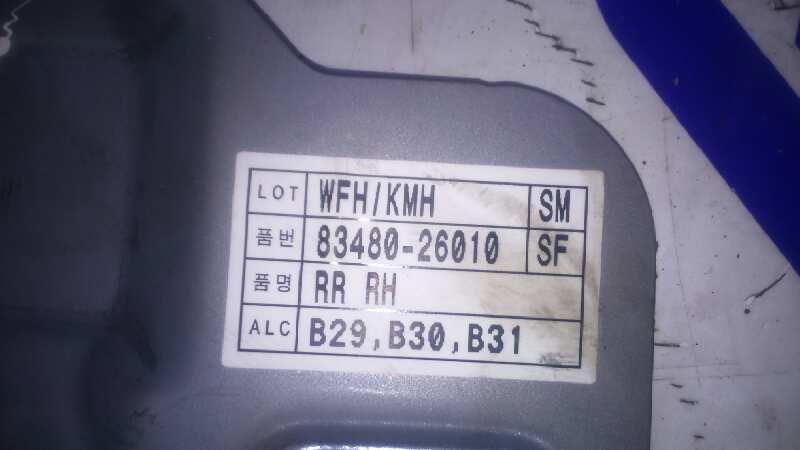 LOT WFH/KMH SM
품번 83480-26010 SF
품명 RR RH
ALC B29,B30,B31